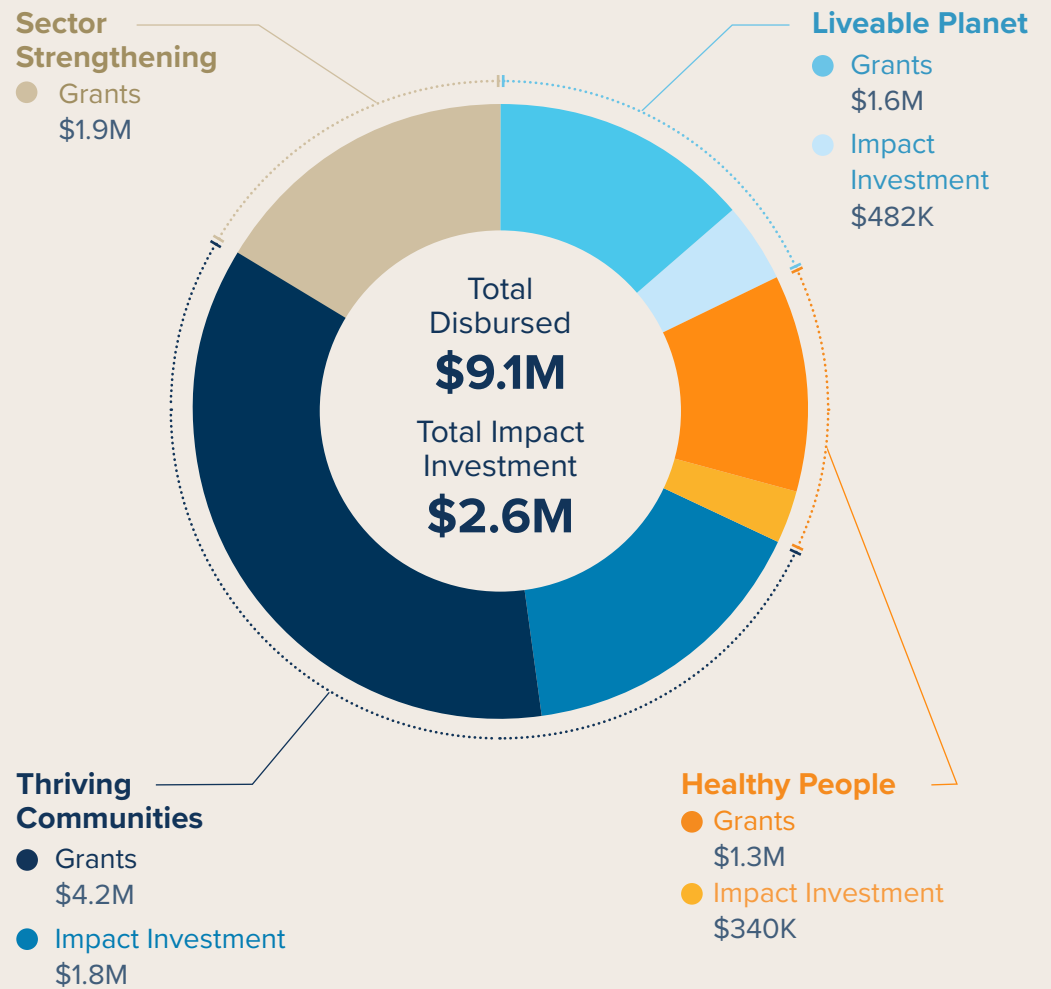 Sector
Strengthening
Grants
$1.9M
Liveable Planet
Grants
$1.6M
Impact
Investment
$482K
Total
Disbursed
$9.1M
Total Impact
Investment
$2.6M
Thriving
Communities
Grants
$4.2M
Impact Investment
$1.8M
Healthy People
Grants
$1.3M
Impact Investment
$340K